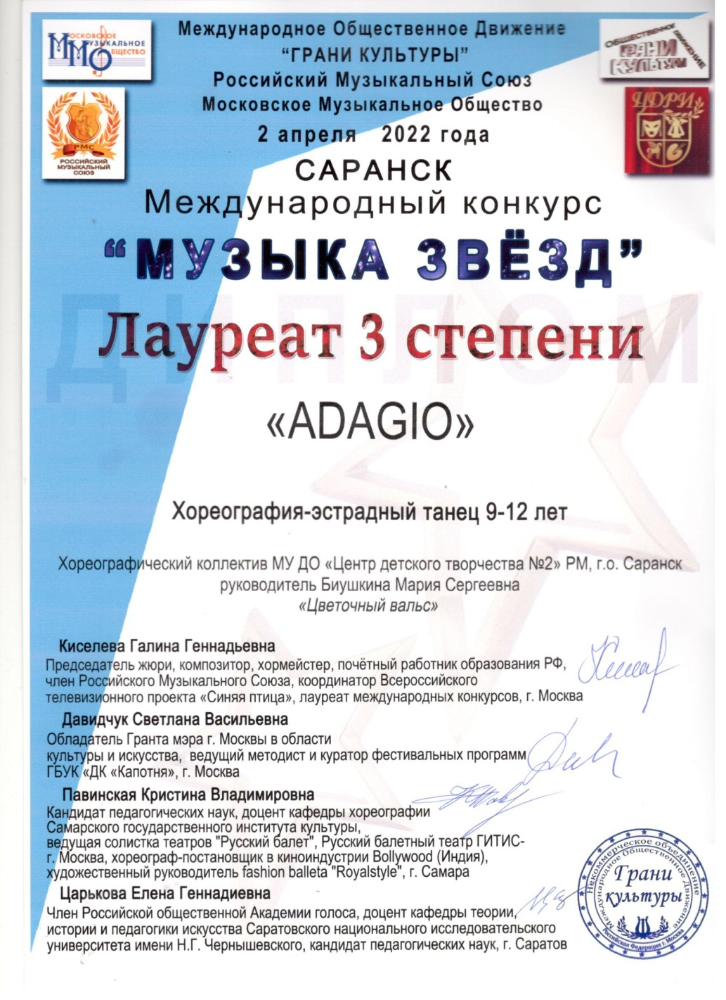 МОСКОВСКОЕ
МУЗЫКАЛЬНОЕ
ОБЩЕСТВО
ММО
РМС
РОССИЙСКИЙ
МУЗЫКАЛЬНЫЙ
СОЮЗ
Международное Общественное Движение
“ГРАНИ КУЛЬТУРЫ”
Российский Музыкальный Союз
Московское Музыкальное Общество
2 апреля 2022 года
ОБЩЕСТВЕННОЕ ДВИЖЕНИЕ
ГРАНИ
КУЛЬТУРЫ
ЦДРИ
САРАНСК
Международный конкурс
“МУЗЫКА ЗВЁЗД”
ДИПЛОМ
Лауреат 3 степени
«ADAGIO»
Хореография-эстрадный танец 9-12 лет
Хореографический коллектив МУ ДО «Центр детского творчества №2» РМ, г.о. Саранск
руководитель Биушкина Мария Сергеевна
«Цветочный вальс»
Киселева Галина Геннадьевна
Председатель жюри, композитор, хормейстер, почётный работник образования РФ,
член Российского Музыкального Союза, координатор Всероссийского
телевизионного проекта «Синяя птица», лауреат международных конкурсов, г. Москва
Давидчук Светлана Васильевна
Обладатель Гранта мэра г. Москвы в области
культуры и искусства, ведущий методист и куратор фестивальных программ
ГБУК «ДК «Капотня», г. Москва
Павинская Кристина Владимировна
Кандидат педагогических наук, доцент кафедры хореографии
Самарского государственного института культуры,
ведущая солистка театров "Русский балет", Русский балетный театр ГИТИС-
г. Москва, хореограф-постановщик в киноиндустрии Bollywood (Индия),
художественный руководитель fashion balleta "Royalstyle", г. Самара
Царькова Елена Геннадиевна
Член Российской общественной Академии голоса, доцент кафедры теории,
истории и педагогики искусства Саратовского национального исследовательского
университета имени Н.Г. Чернышевского, кандидат педагогических наук, г. Саратов
Некоммерческое объединение
Международное Общественное Движение
Грани
культуры
Российская Федерация г. Москва